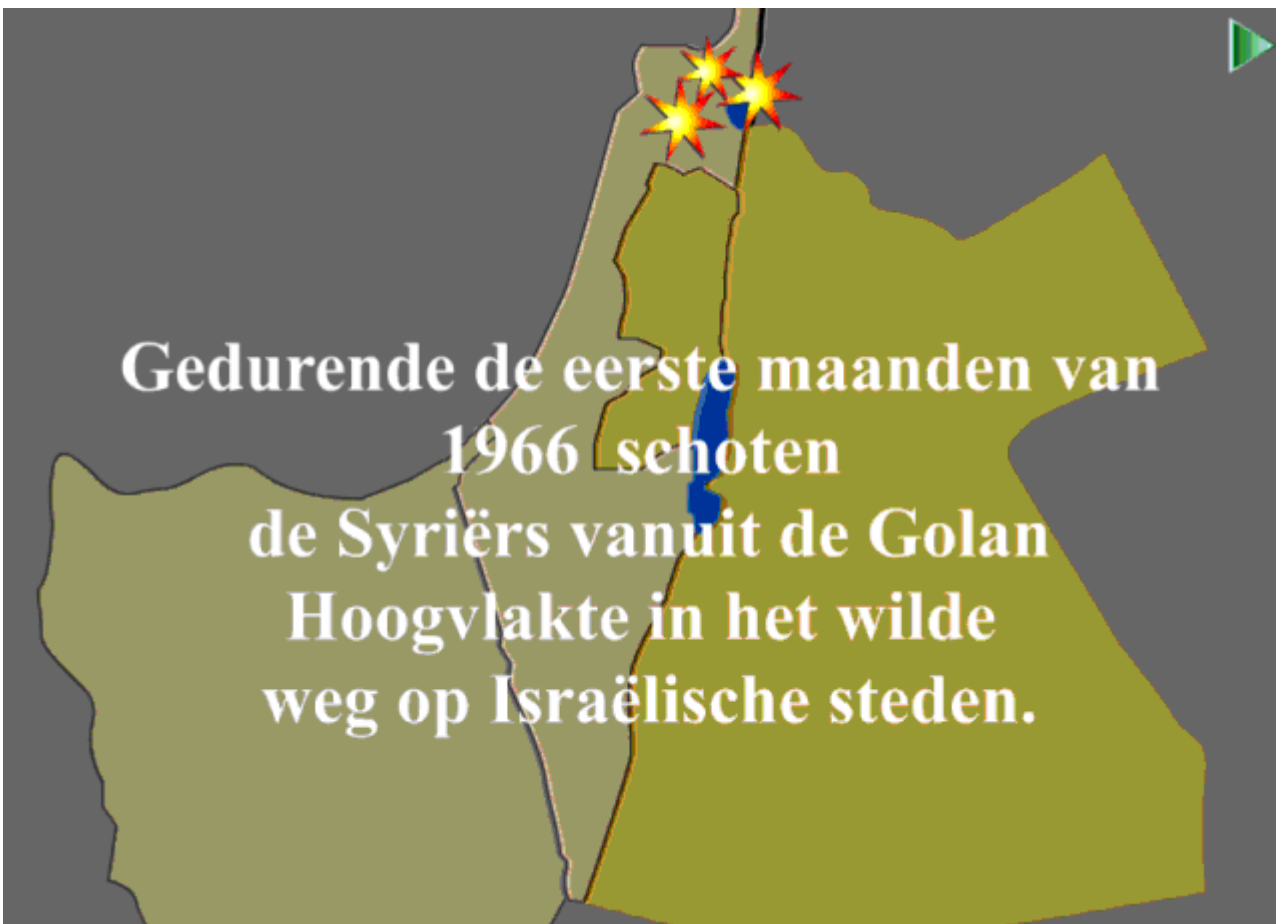 Gedurende de eerste maanden van
1966 schoten
de Syriërs vanuit de Golan
Hoogvlakte in het wilde
weg op Israëlische steden.